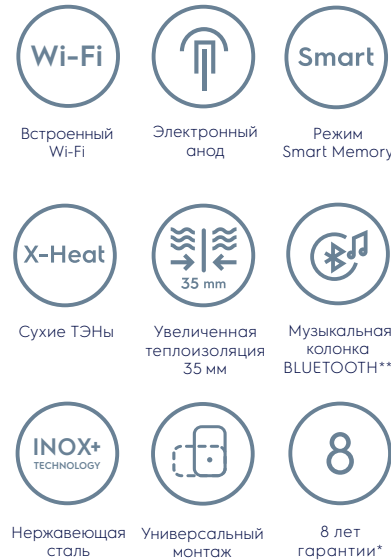 Wi-Fi
Встроенный
Wi-Fi
Электронный
анод
Smart
Режим
Smart Memory
X-Heat
Сухие ТЭНы
35 mm
Увеличенная
теплоизоляция
35 мм
Музыкальная
колонка
BLUETOOTH**
INOX+
TECHNOLOGY
Нержавеющая
сталь
Универсальный
монтаж
8
8 лет
гарантии*